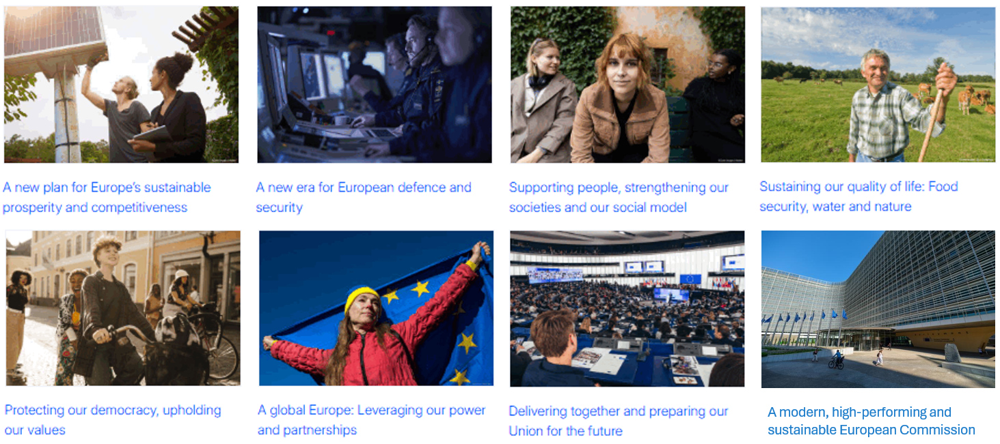 A new plan for Europe's sustainable
prosperity and competitiveness
A new era for European defence and
security
Supporting people, strengthening our
societies and our social model
Sustaining our quality of life: Food
security, water and nature
Protecting our democracy, upholding
our values
A global Europe: Leveraging our power
and partnerships
Delivering together and preparing our
Union for the future
A modern, high-performing and
sustainable European Commission